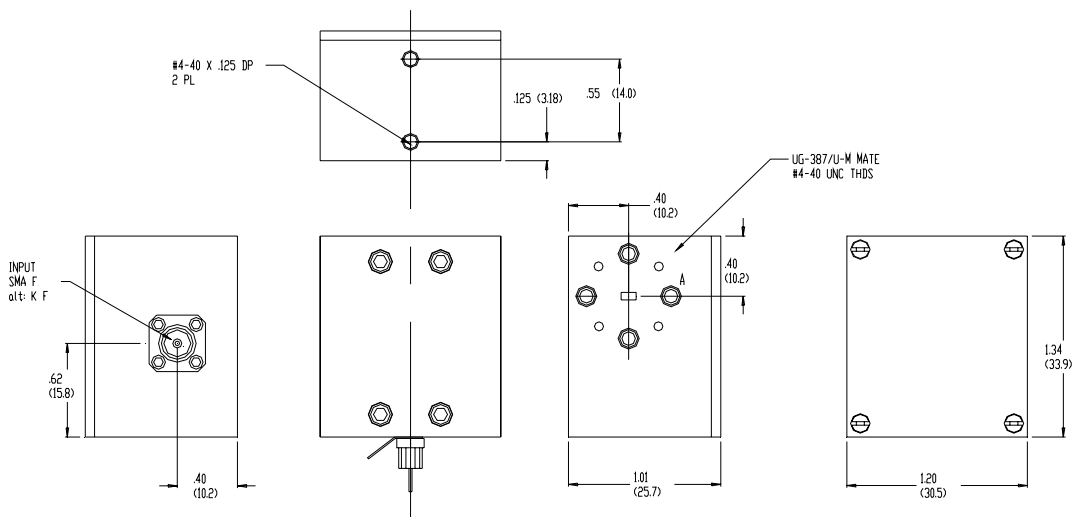 #4-40 X .125 DP
2 PL
.125 (3.18)
.55 (14.0)
UG-387/U-M MATE
#4-40 UNC THDS
.40
(10.2)
INPUT
SMA F
alt: K F
A
.40
(10.2)
.62
(15.8)
1.34
(33.9)
.40
(10.2)
1.01
(25.7)
1.20
(30.5)